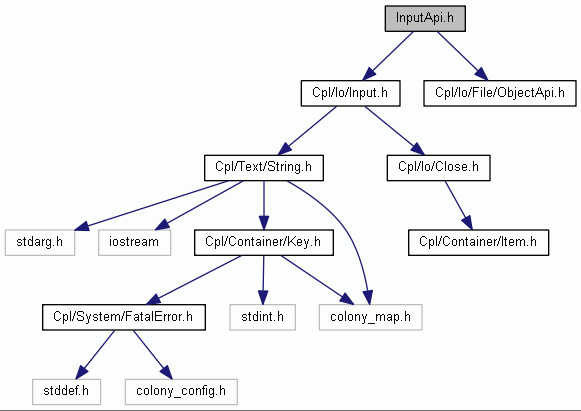 InputApi.h
Cpl/Io/Input.h
Cpl/Io/File/ObjectApi.h
Cpl/Text/String.h
Cpl/Io/Close.h
stdarg.h
iostream
Cpl/Container/Key.h
Cpl/Container/Item.h
Cpl/System/FatalError.h
stdint.h
colony_map.h
stddef.h
colony_config.h